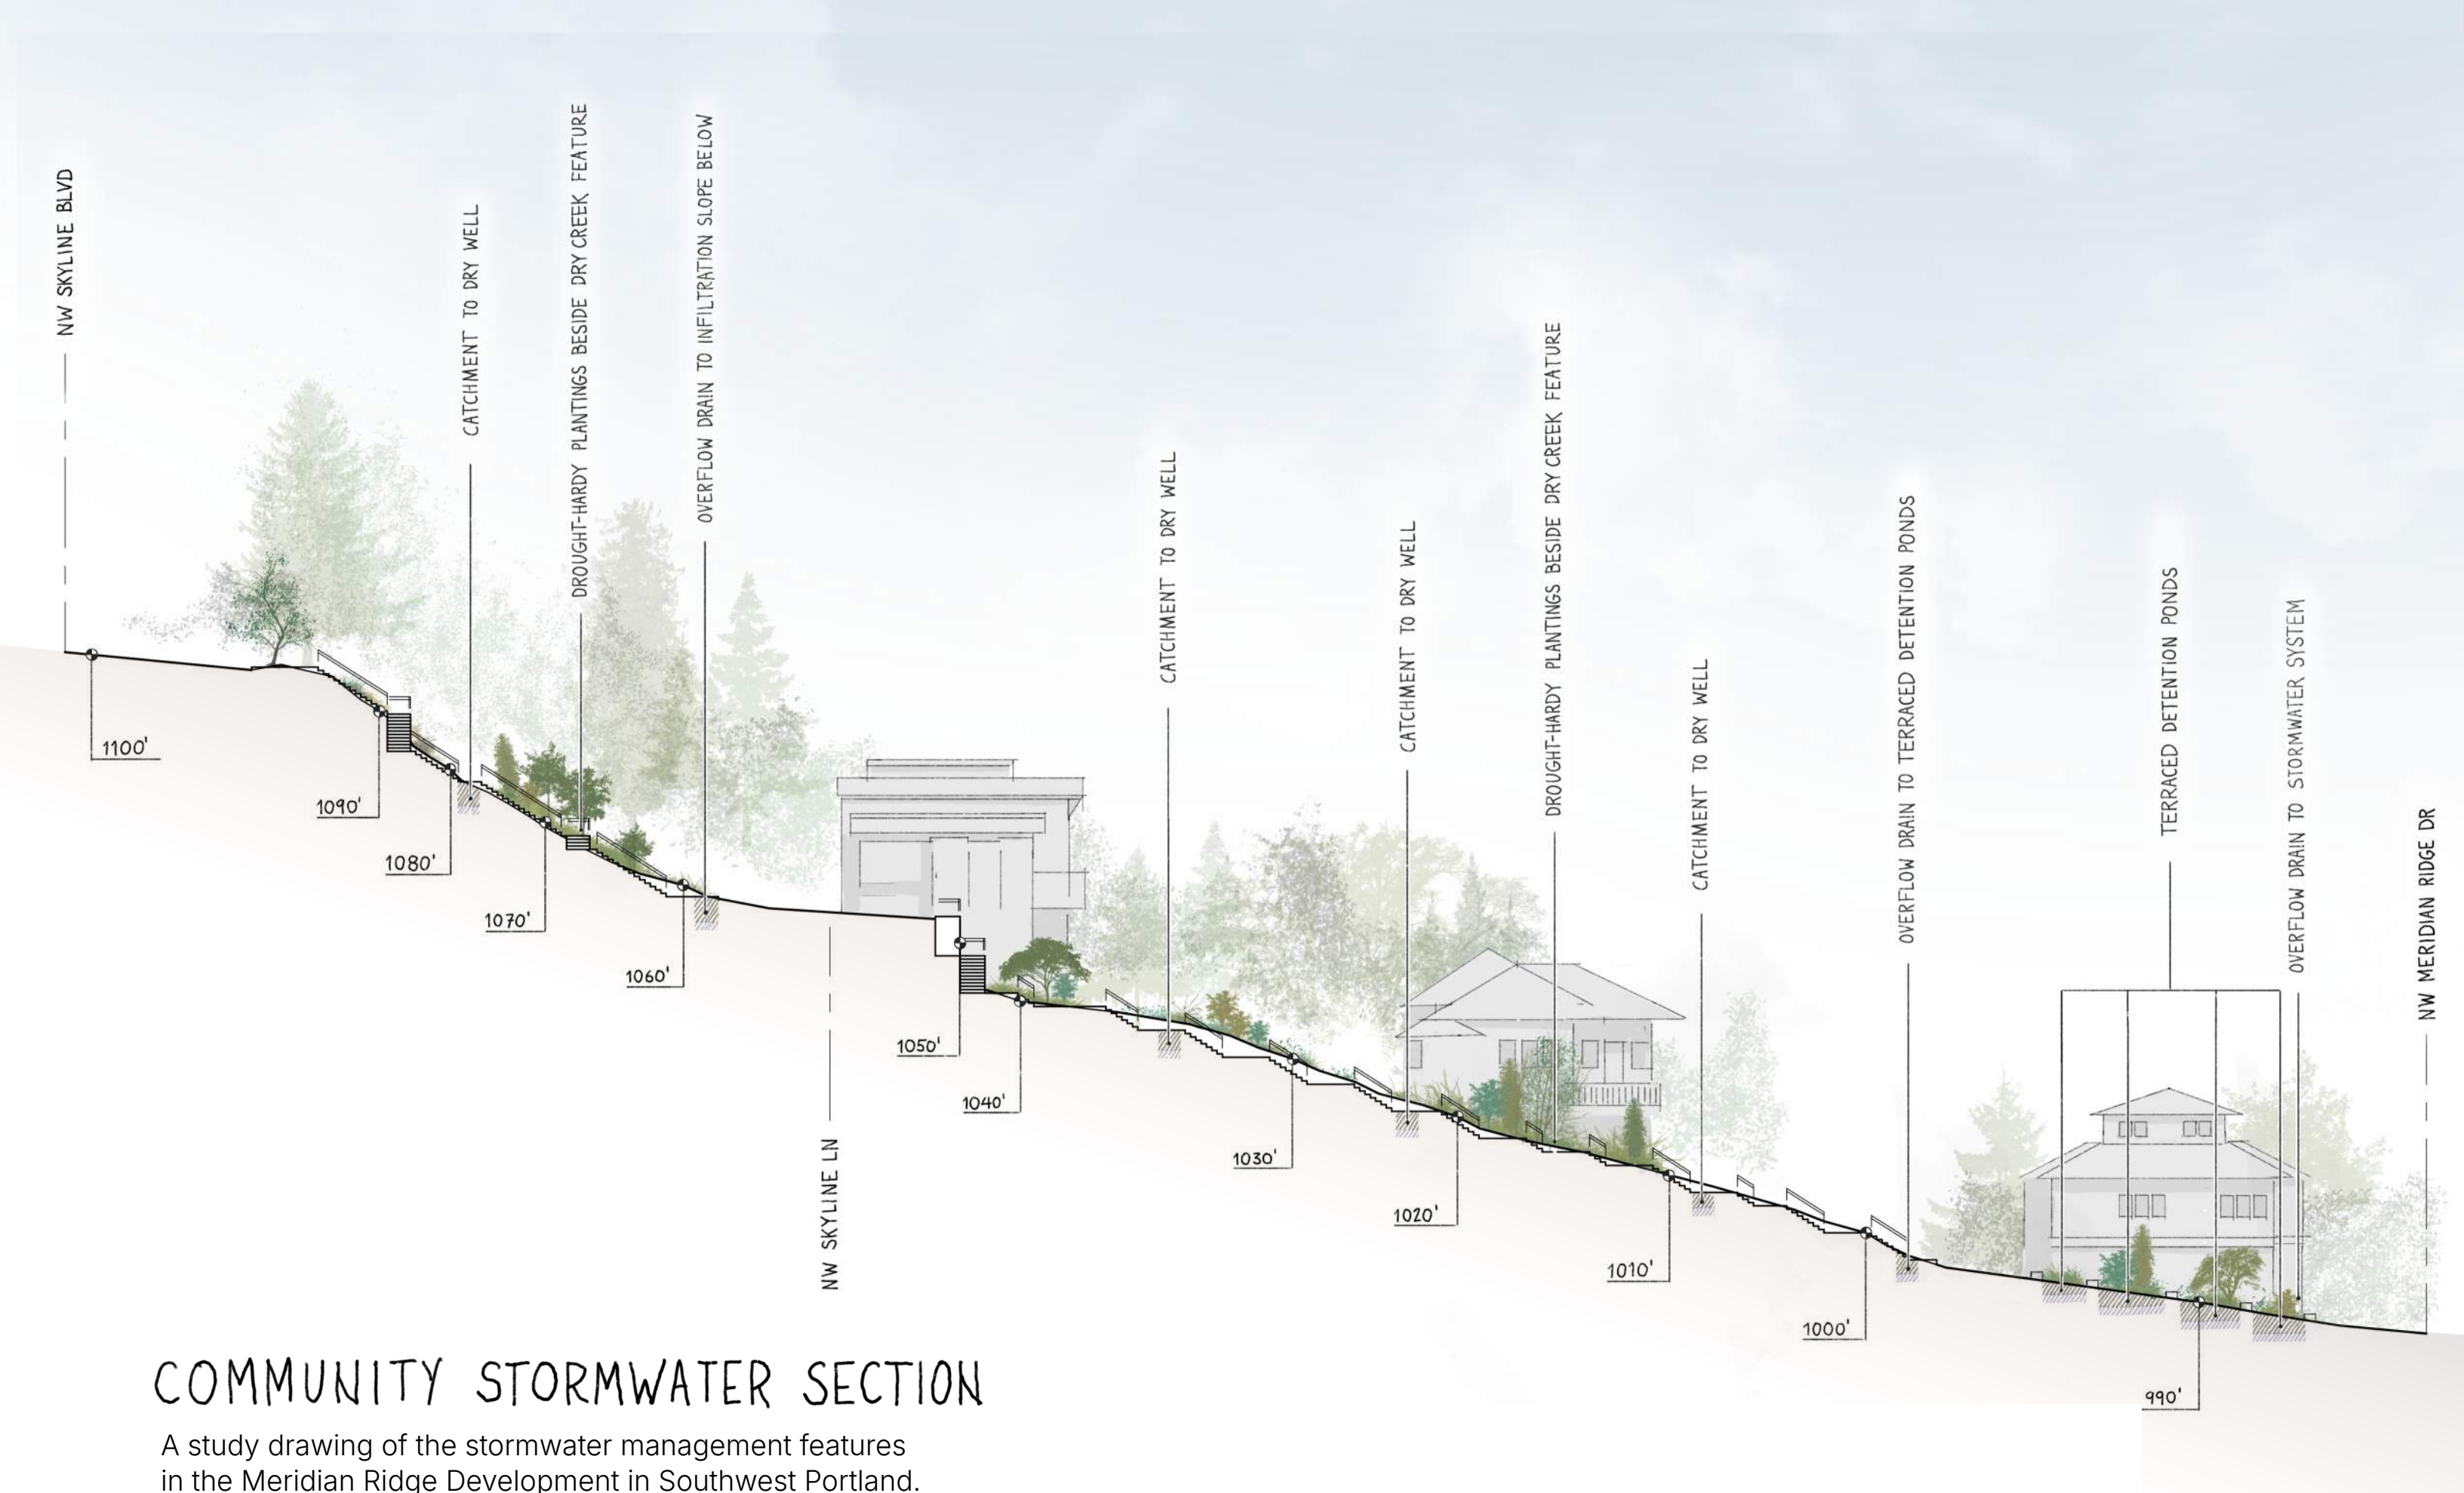 NW SKYLINE BLVD
CATCHMENT TO DRY WELL
DROUGHT-HARDY PLANTINGS BESIDE DRY CREEK FEATURE
OVERFLOW DRAIN TO INFILTRATION SLOPE BELOW
CATCHMENT TO DRY WELL
CATCHMENT TO DRY WELL
DROUGHT-HARDY PLANTINGS BESIDE DRY CREEK FEATURE
CATCHMENT TO DRY WELL
OVERFLOW DRAIN TO TERRACED DETENTION PONDS
TERRACED DETENTION PONDS
OVERFLOW DRAIN TO STORMWATER SYSTEM
NW MERIDIAN RIDGE DR
1100'
1090'
1080'
1070'
1060'
1050'
1040'
1030'
1020'
1010'
1000'
990'
NW SKYLINE LN
COMMUNITY STORMWATER SECTION
A study drawing of the stormwater management features
in the Meridian Ridge Development in Southwest Portland.